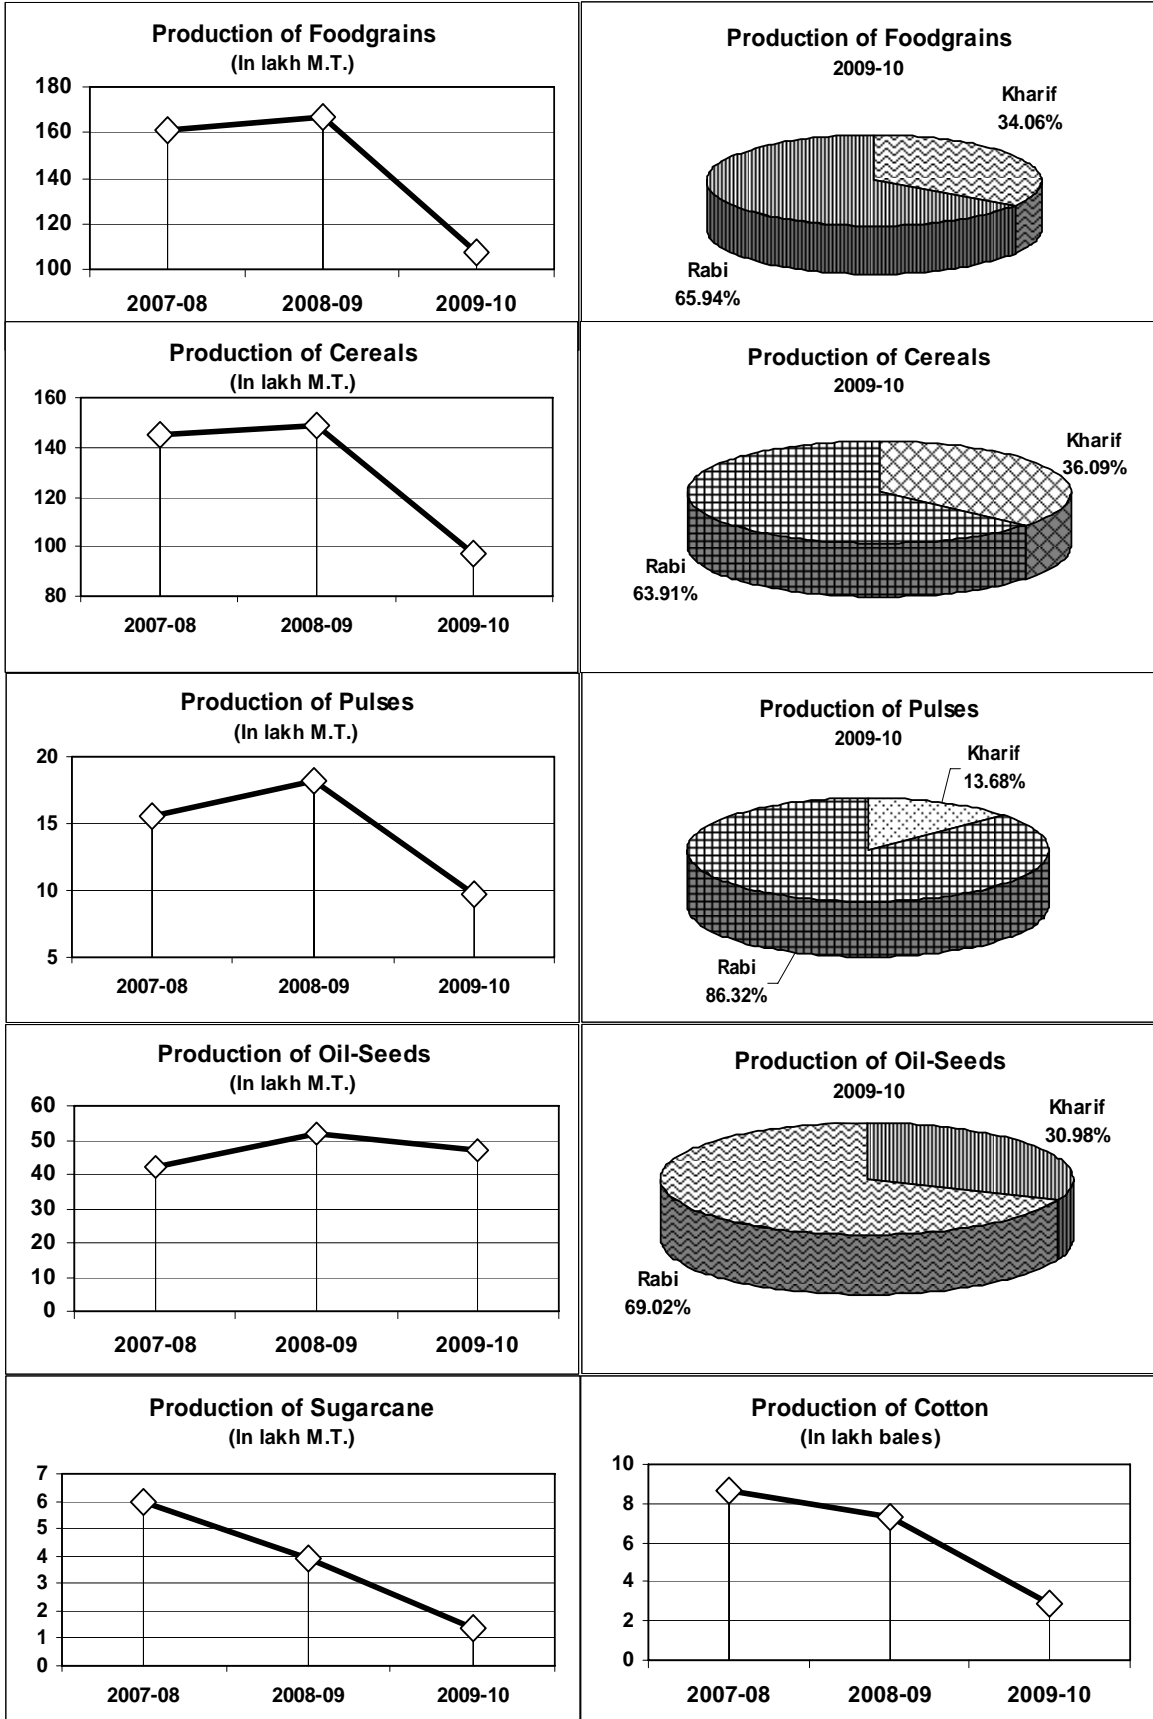 Production of Foodgrains
(In lakh M.T.)
180
160
140
120
100
2007-08 2008-09 2009-10
Production of Foodgrains
2009-10
Kharif
34.06%
Rabi
65.94%
Production of Cereals
(In lakh M.T.)
160
140
120
100
80
2007-08 2008-09 2009-10
Production of Cereals
2009-10
Kharif
36.09%
Rabi
63.91%
Production of Pulses
(In lakh M.T.)
20
15
10
5
2007-08 2008-09 2009-10
Production of Pulses
2009-10
Kharif
13.68%
Rabi
86.32%
Production of Oil-Seeds
(In lakh M.T.)
60
50
40
30
20
10
0
2007-08 2008-09 2009-10
Production of Oil-Seeds
2009-10
Kharif
30.98%
Rabi
69.02%
Production of Sugarcane
(In lakh M.T.)
7
6
5
4
3
2
1
0
2007-08 2008-09 2009-10
Production of Cotton
(In lakh bales)
10
8
6
4
2
0
2007-08 2008-09 2009-10